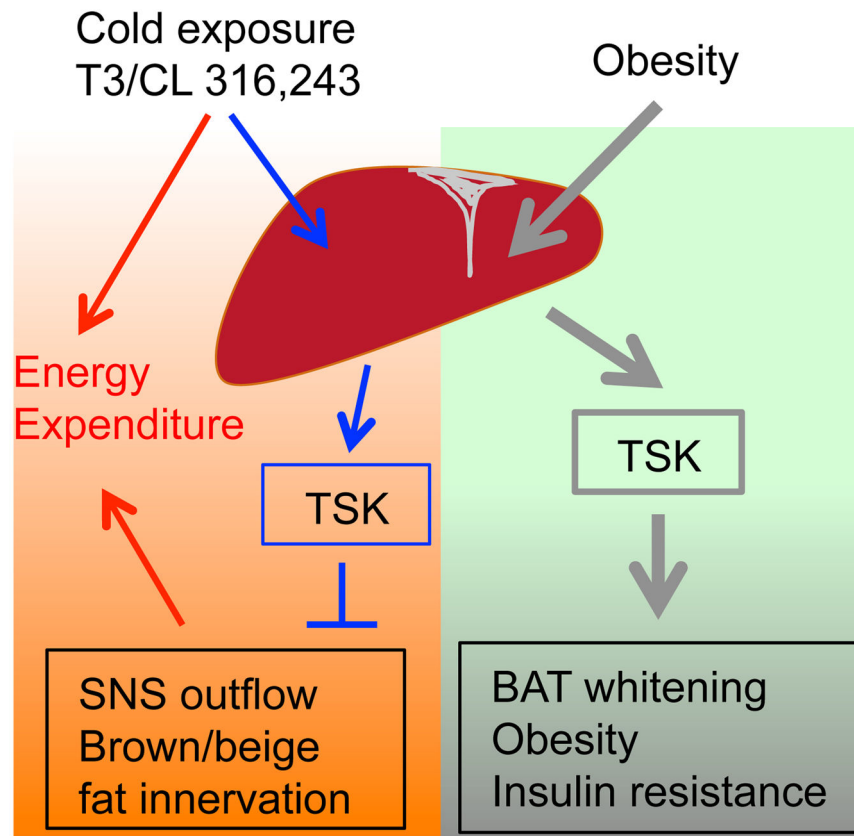 Cold exposure
T3/CL 316,243
Obesity
Energy
Expenditure
TSK
TSK
SNS outflow
Brown/beige
fat innervation
BAT whitening
Obesity
Insulin resistance